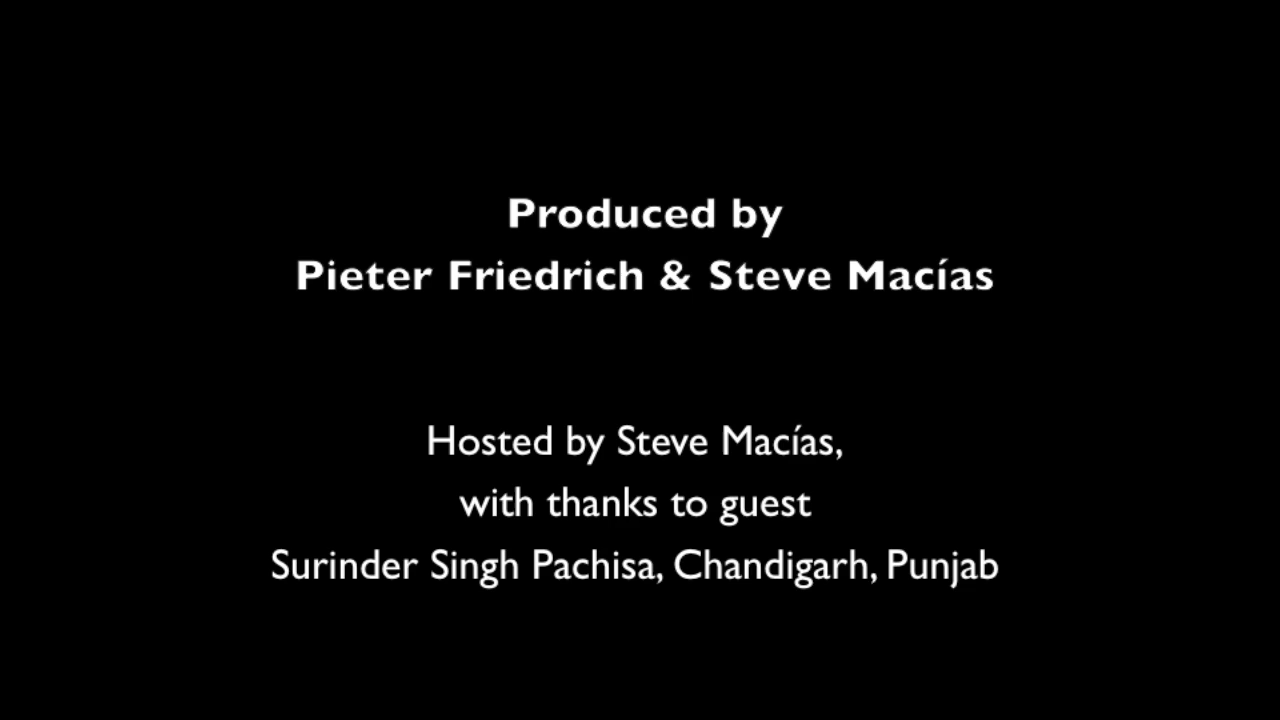 Produced by
Pieter Friedrich & Steve Macías
Hosted by Steve Macías,
with thanks to guest
Surinder Singh Pachisa, Chandigarh, Punjab